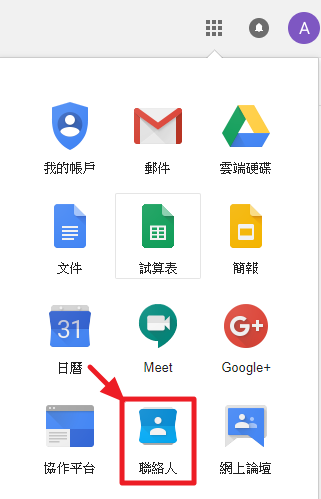 A
我的帳戶 郵件 雲端硬碟
文件 試算表 簡報
31
G+
日曆 Meet Google+
協作平台 聯絡人 網上論壇